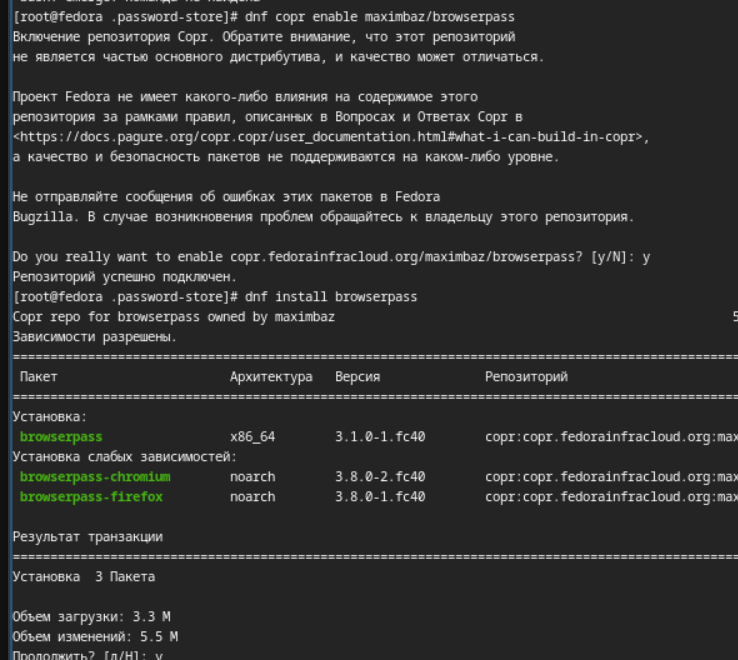 [root@fedora .password-store]# dnf copr enable maximbaz/browserpass
Включение репозитория Copr. Обратите внимание, что этот репозиторий
не является частью основного дистрибутива, и качество может отличаться.
Проект Fedora не имеет какого-либо влияния на содержимое этого
репозитория за рамками правил, описанных в Вопросах и Ответах Copr в
<https://docs.pagure.org/copr.copr/user_documentation.html#what-i-can-build-in-copr>,
а качество и безопасность пакетов не поддерживаются на каком-либо уровне.
Не отправляйте сообщения об ошибках этих пакетов в Fedora
Bugzilla. В случае возникновения проблем обращайтесь к владельцу этого репозитория.
Do you really want to enable copr.fedorainfracloud.org/maximbaz/browserpass? [y/N]: y
Репозиторий успешно подключен.
[root@fedora .password-store]# dnf install browserpass
Copr repo for browserpass owned by maximbaz 5
Зависимости разрешены.
================================================================================
Пакет Архитектура Версия Репозиторий
================================================================================
Установка:
browserpass x86_64 3.1.0-1.fc40 copr:copr.fedorainfracloud.org:max
Установка слабых зависимостей:
browserpass-chromium noarch 3.8.0-2.fc40 copr:copr.fedorainfracloud.org:max
browserpass-firefox noarch 3.8.0-1.fc40 copr:copr.fedorainfracloud.org:max
Результат транзакции
================================================================================
Установка 3 Пакета
Объем загрузки: 3.3 M
Объем изменений: 5.5 M
Продолжить? [д/Н]: y